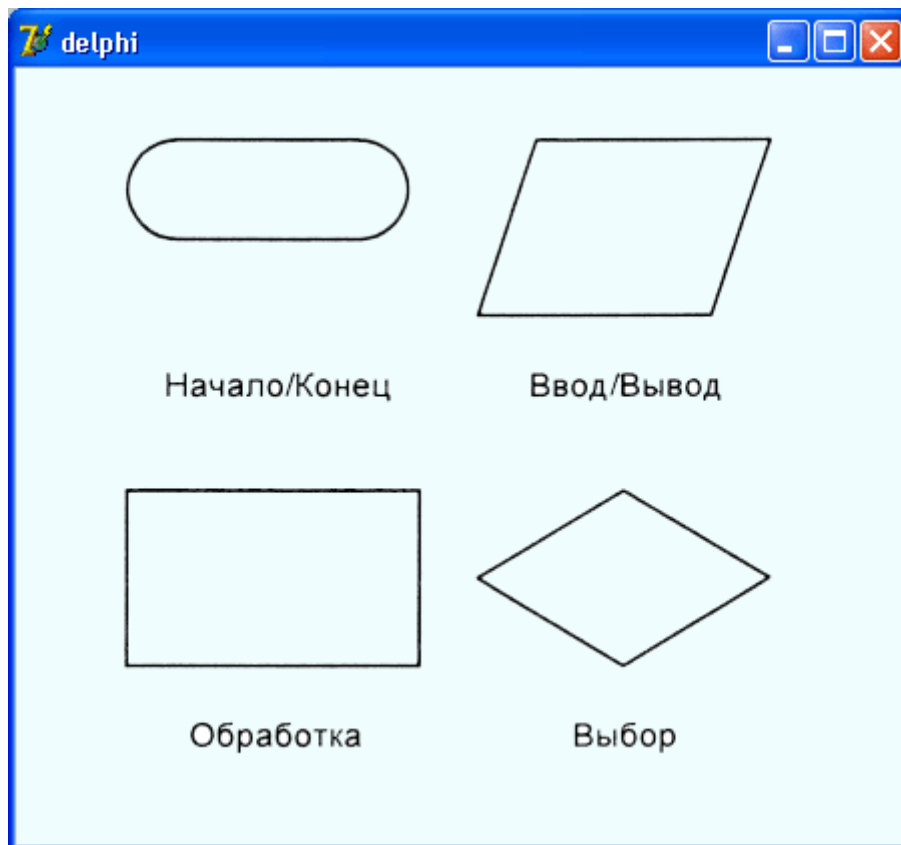 delphi
Начало/Конец
Ввод/Вывод
Обработка
Выбор